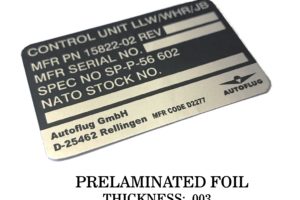 CONTROL UNIT LLW/WHR/JB
MFR PN 15822-02 REV
MFR SERIAL NO.
SPEC NO SP-P-56 602
NATO STOCK NO.
Autoflug GmbH
D-25462 Rellingen
MFR CODE D2277
AUTOFLUG
PRELAMINATED FOIL
THICKNESS: .003